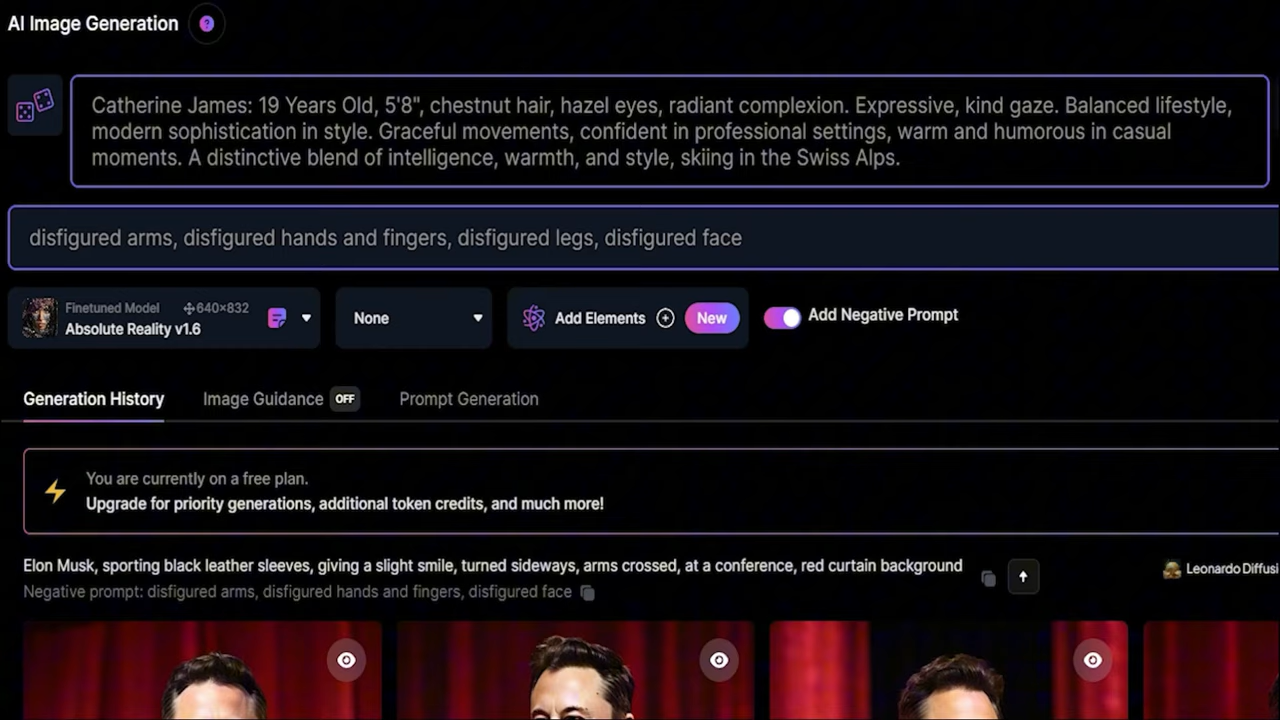 AI Image Generation ?
Catherine James: 19 Years Old, 5'8", chestnut hair, hazel eyes, radiant complexion. Expressive, kind gaze. Balanced lifestyle,
modern sophistication in style. Graceful movements, confident in professional settings, warm and humorous in casual
moments. A distinctive blend of intelligence, warmth, and style, skiing in the Swiss Alps.
disfigured arms, disfigured hands and fingers, disfigured legs, disfigured face
Finetuned Model 640×832
Absolute Reality v1.6
None
Add Elements New
Add Negative Prompt
Generation History Image Guidance OFF Prompt Generation
You are currently on a free plan.
Upgrade for priority generations, additional token credits, and much more!
Elon Musk, sporting black leather sleeves, giving a slight smile, turned sideways, arms crossed, at a conference, red curtain background
Leonardo Diffusi
Negative prompt: disfigured arms, disfigured hands and fingers, disfigured face